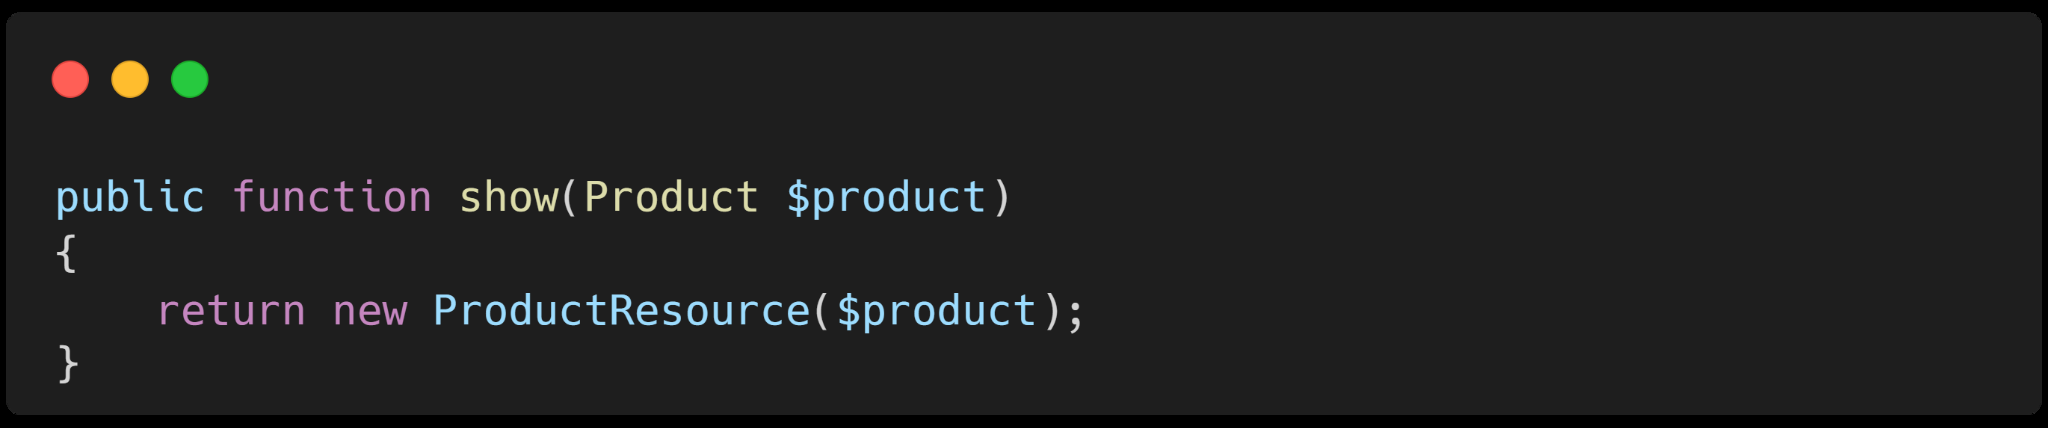 public function show(Product $product)
{
    return new ProductResource($product);
}